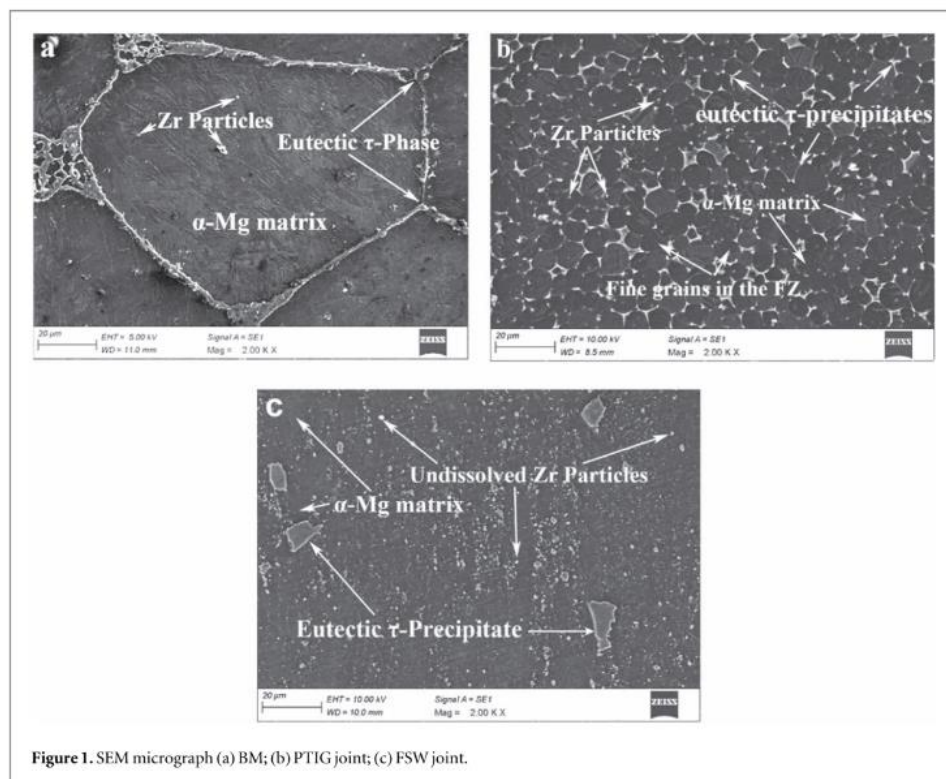 a
Zr Particles
Eutectic τ-Phase
α-Mg matrix
20 µm
EHT = 5.00 kV
WD = 11.0 mm
Signal A = SE1
Mag = 2.00 K X
ZEISS
b
Zr Particles
eutectic τ-precipitates
α-Mg matrix
Fine grains in the FZ
20 µm
EHT = 10.00 kV
WD = 8.5 mm
Signal A = SE1
Mag = 2.00 K X
ZEISS
c
Undissolved Zr Particles
α-Mg matrix
Eutectic τ-Precipitate
20 µm
EHT = 10.00 kV
WD = 10.0 mm
Signal A = SE1
Mag = 2.00 K X
ZEISS
Figure 1. SEM micrograph (a) BM; (b) PTIG joint; (c) FSW joint.